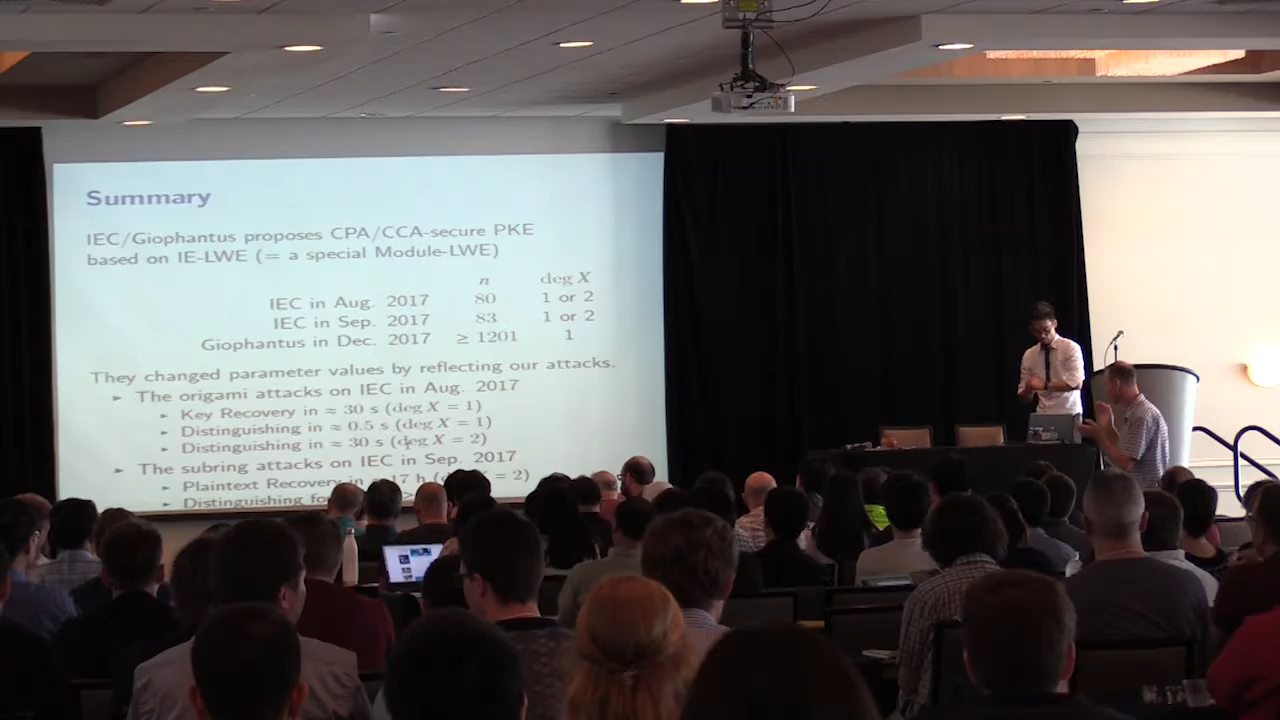 Summary
IEC/Giophantus proposes CPA/CCA-secure PKE
based on IE-LWE (= a special Module-LWE)
n deg X
IEC in Aug. 2017 80 1 or 2
IEC in Sep. 2017 83 1 or 2
Giophantus in Dec. 2017 ≥ 1201 1
They changed parameter values by reflecting our attacks.
► The origami attacks on IEC in Aug. 2017
► Key Recovery in ≈ 30 s (deg X = 1)
► Distinguishing in ≈ 0.5 s (deg X = 1)
► Distinguishing in ≈ 30 s (deg X = 2)
► The subring attacks on IEC in Sep. 2017
► Plaintext Recovery in 17 h (deg X = 2)
► Distinguishing